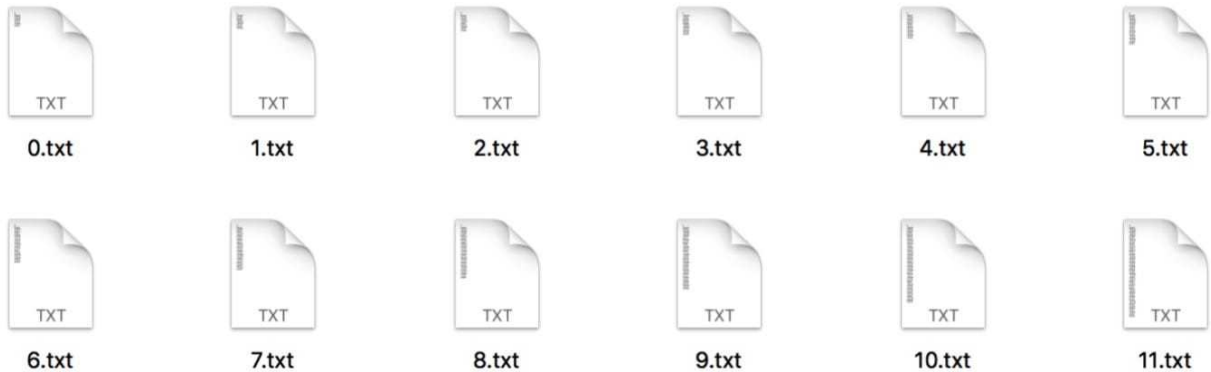 TXT TXT TXT TXT TXT TXT
0.txt 1.txt 2.txt 3.txt 4.txt 5.txt
TXT TXT TXT TXT TXT TXT
6.txt 7.txt 8.txt 9.txt 10.txt 11.txt